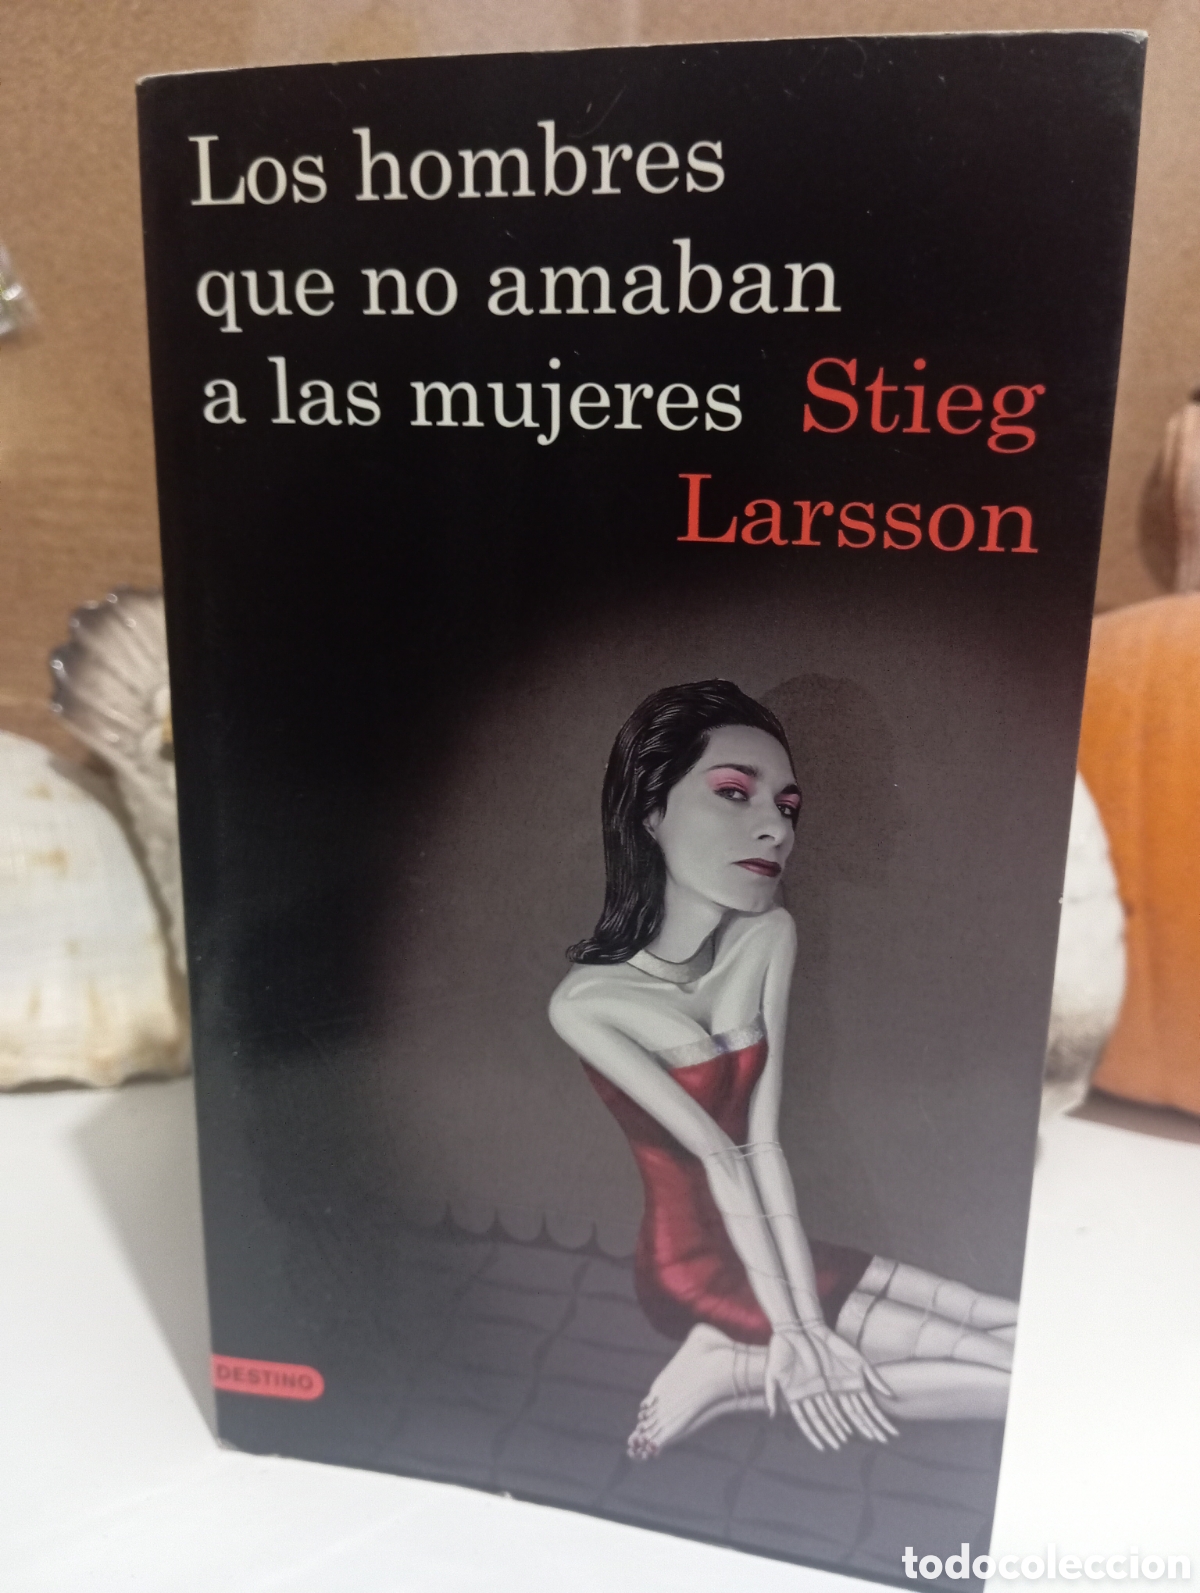 Los hombres
que no amaban
a las mujeres Stieg
Larsson
DESTINO
todocoleccion